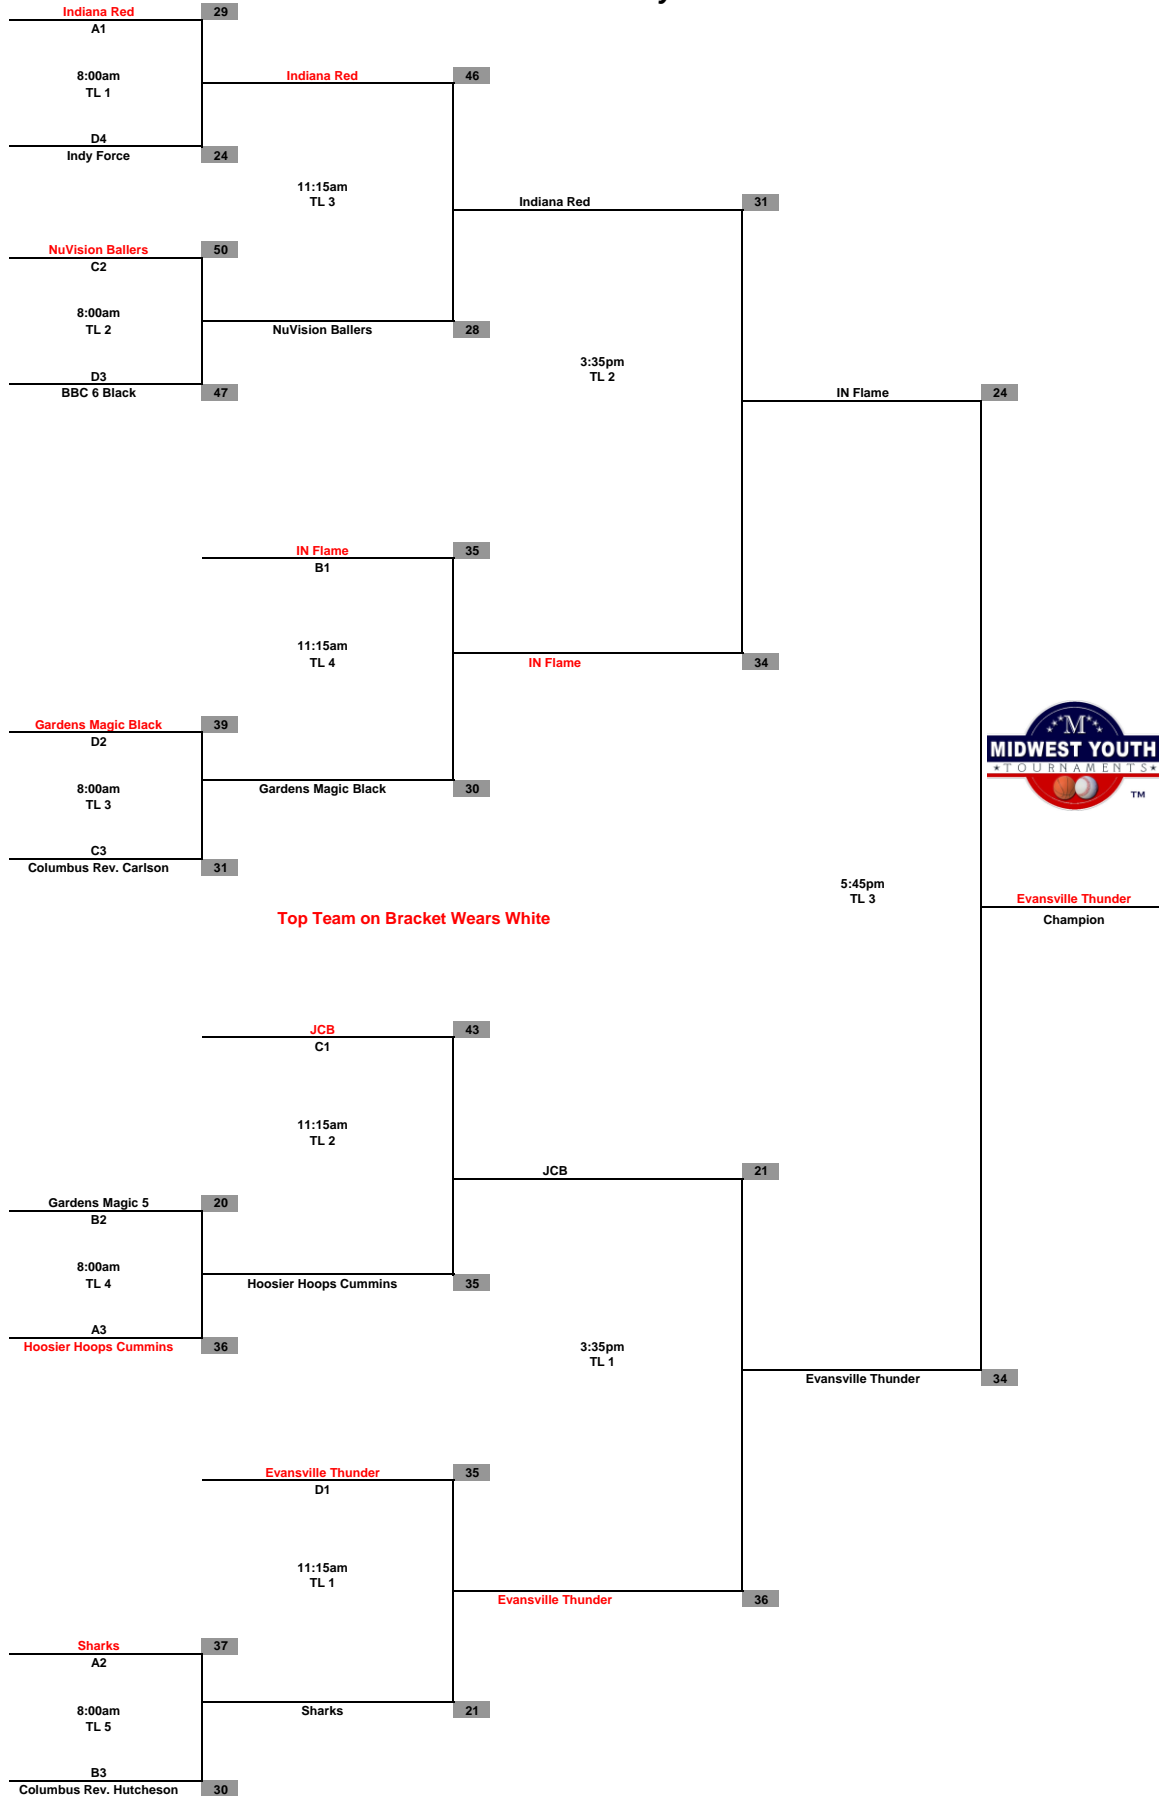 Indiana Red 29
A1
8:00am
TL 1
Indiana Red 46
D4
Indy Force 24
11:15am
TL 3
Indiana Red 31
NuVision Ballers 50
C2
8:00am
TL 2
NuVision Ballers 28
D3
BBC 6 Black 47
3:35pm
TL 2
IN Flame 24
IN Flame 35
B1
11:15am
TL 4
IN Flame 34
Gardens Magic Black 39
D2
8:00am
TL 3
Gardens Magic Black 30
C3
Columbus Rev. Carlson 31
M
MIDWEST YOUTH
TOURNAMENTS
TM
5:45pm
TL 3
Evansville Thunder
Champion
Top Team on Bracket Wears White
JCB 43
C1
11:15am
TL 2
JCB 21
Gardens Magic 5 20
B2
8:00am
TL 4
Hoosier Hoops Cummins 35
A3
Hoosier Hoops Cummins 36
3:35pm
TL 1
Evansville Thunder 34
Evansville Thunder 35
D1
11:15am
TL 1
Evansville Thunder 36
Sharks 37
A2
8:00am
TL 5
Sharks 21
B3
Columbus Rev. Hutcheson 30